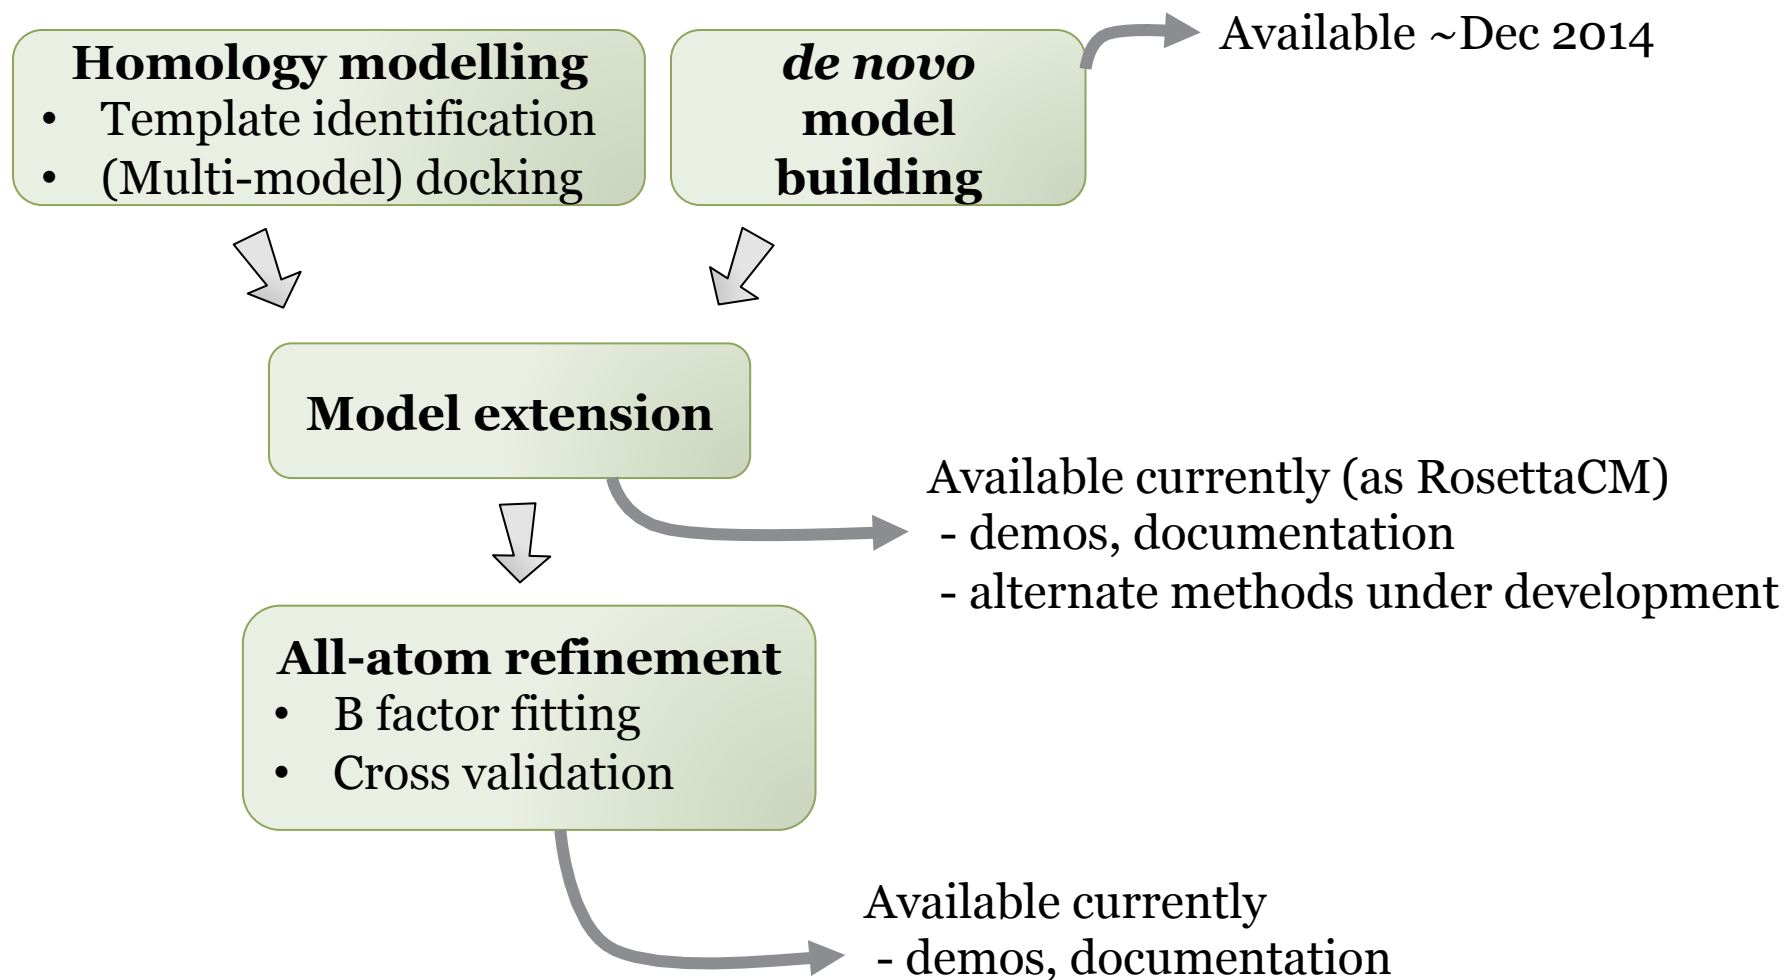 Homology modelling
• Template identification
• (Multi-model) docking
de novo
model
building
Available ~Dec 2014
Model extension
Available currently (as RosettaCM)
- demos, documentation
- alternate methods under development
All-atom refinement
• B factor fitting
• Cross validation
Available currently
- demos, documentation